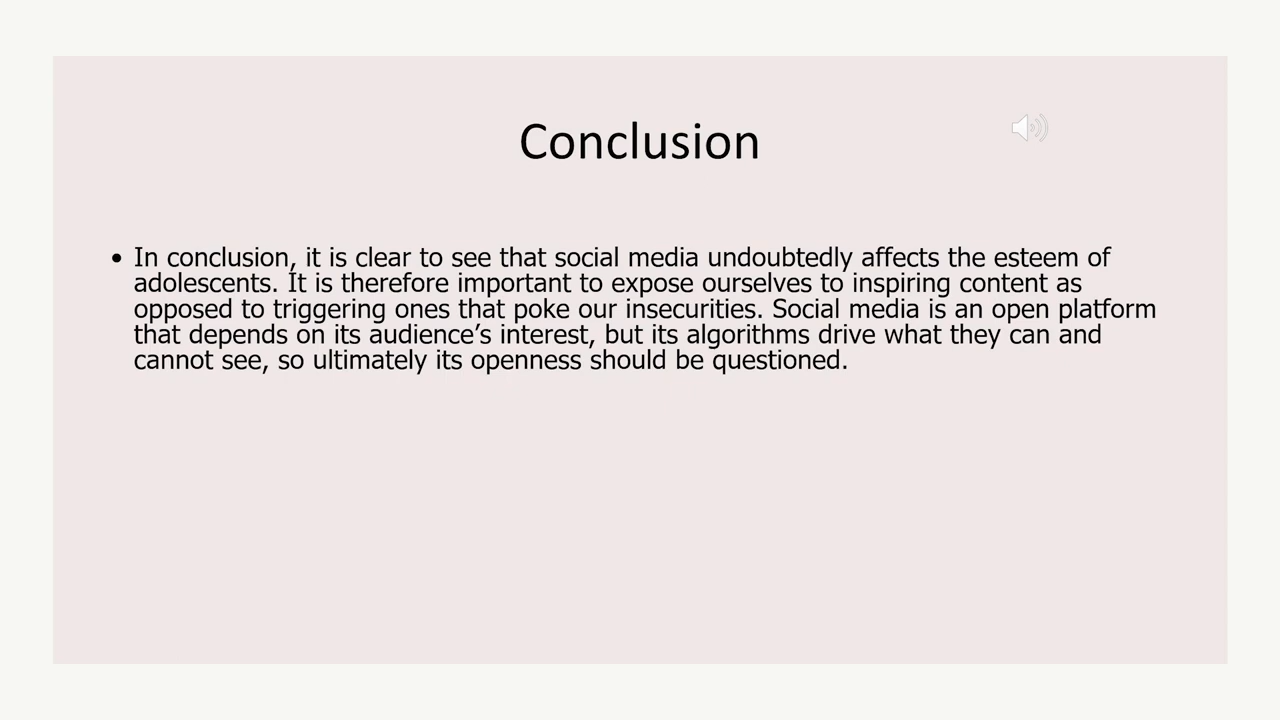 Conclusion
• In conclusion, it is clear to see that social media undoubtedly affects the esteem of
adolescents. It is therefore important to expose ourselves to inspiring content as
opposed to triggering ones that poke our insecurities. Social media is an open platform
that depends on its audience’s interest, but its algorithms drive what they can and
cannot see, so ultimately its openness should be questioned.